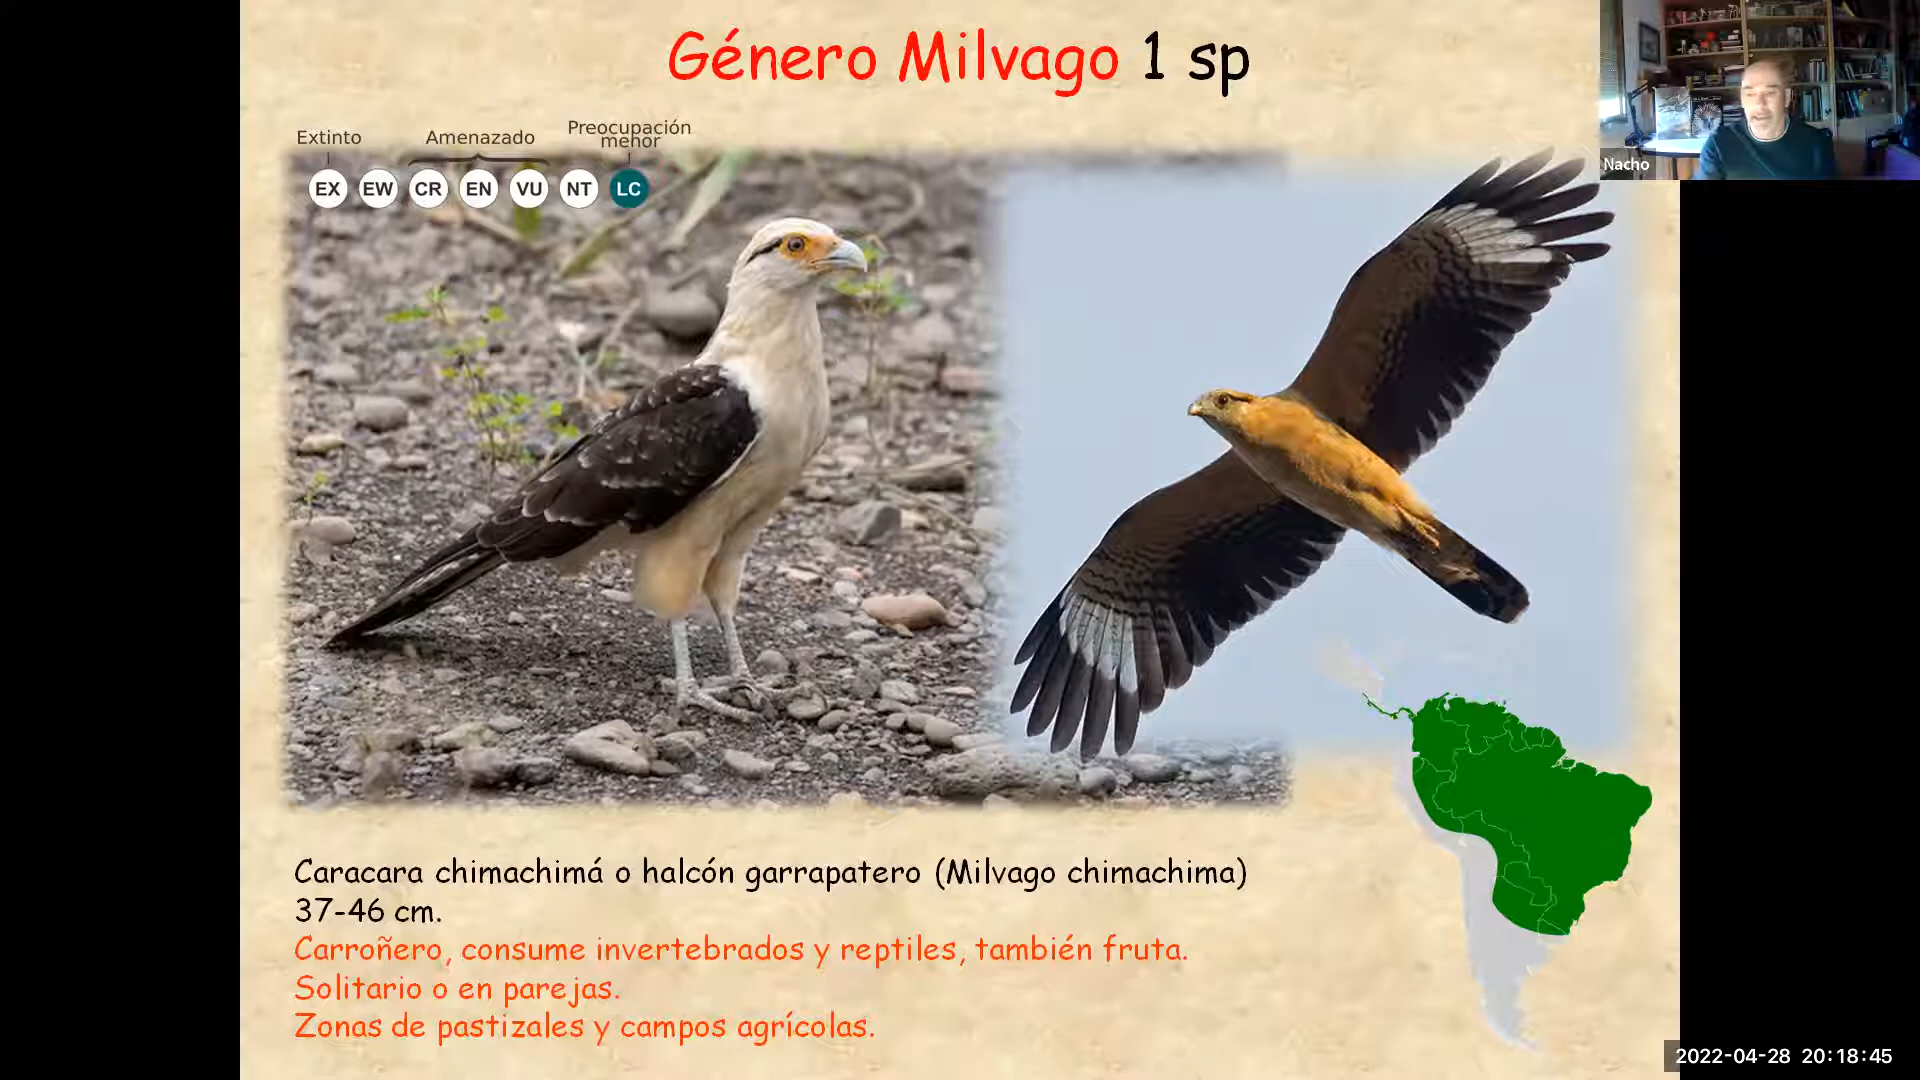 Género Milvago 1 sp
Nacho
Extinto
Amenazado
Preocupación
menor
EX EW CR EN VU NT LC
Caracara chimachimá o halcón garrapatero (Milvago chimachima)
37-46 cm.
Carroñero, consume invertebrados y reptiles, también fruta.
Solitario o en parejas.
Zonas de pastizales y campos agrícolas.
2022-04-28 20:18:45